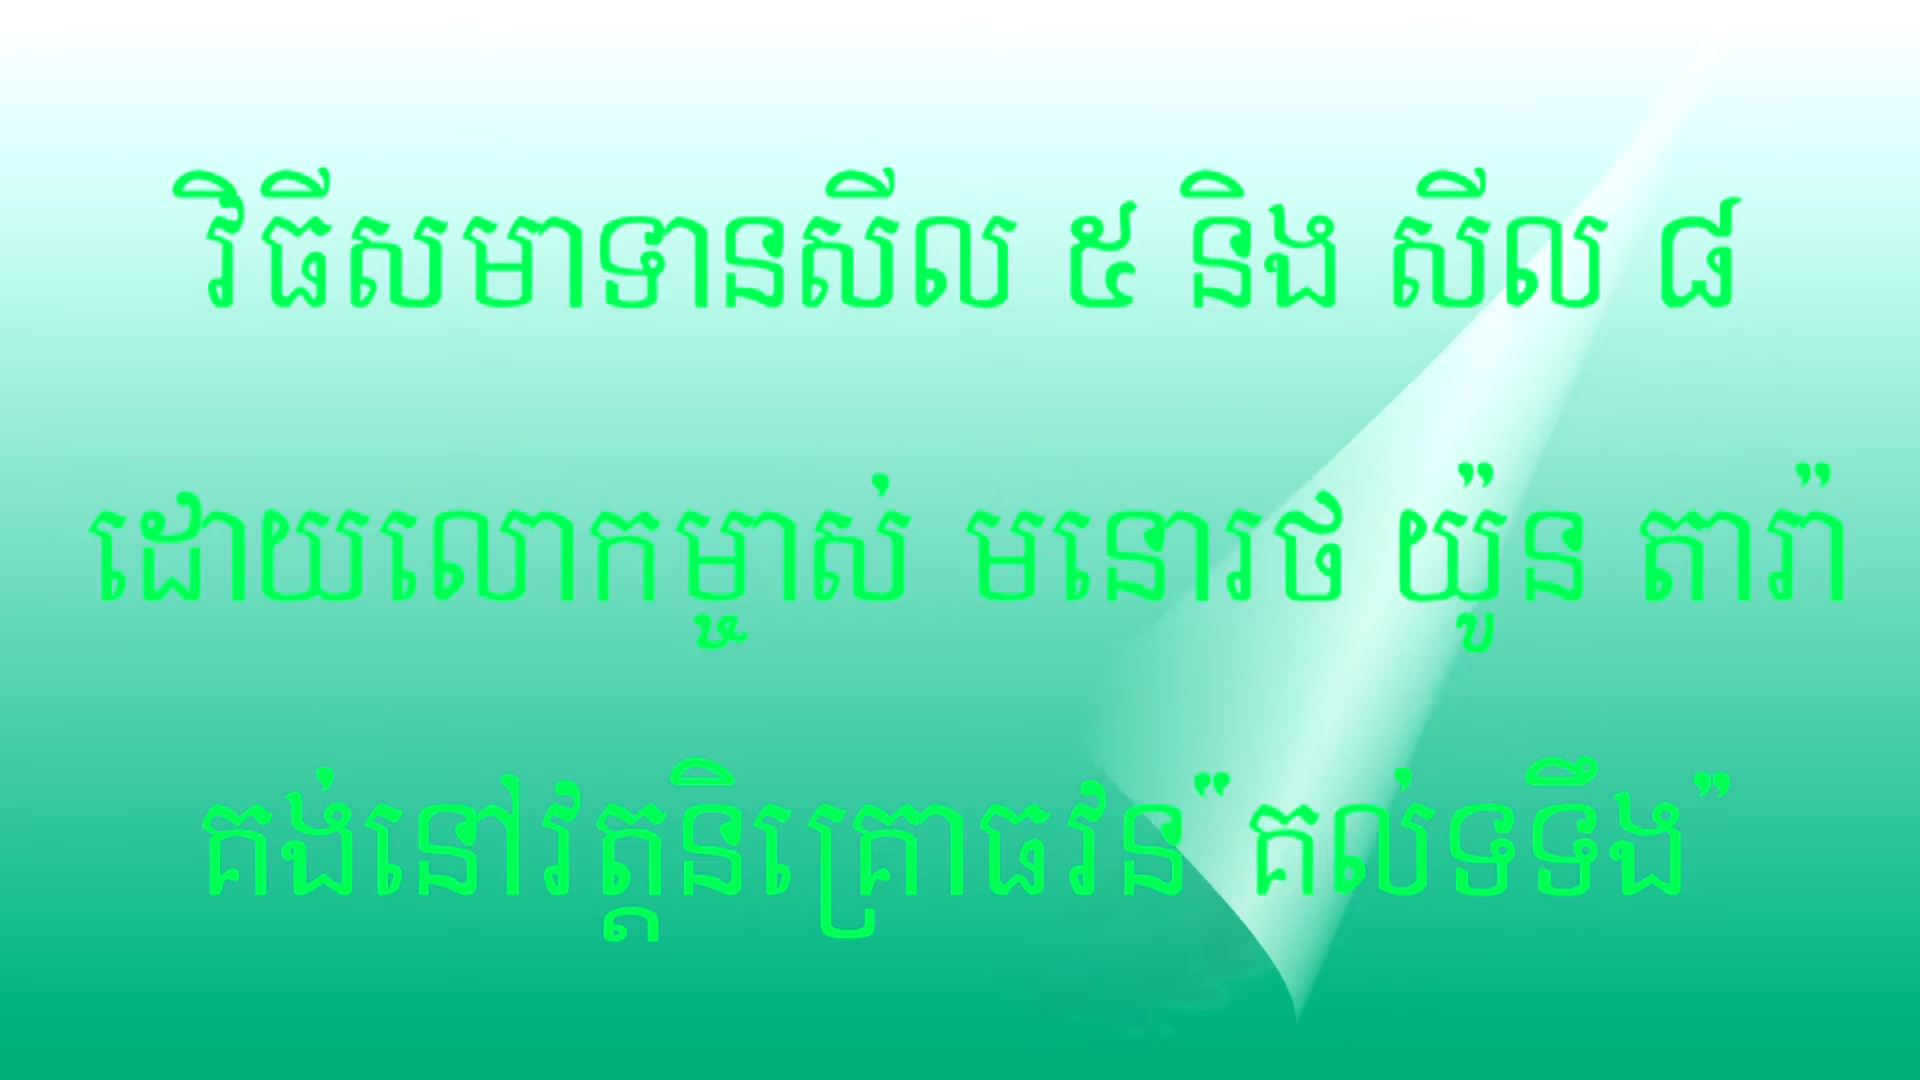 វិធីសមាទានសីល ៥ និង សីល ៨
ដោយលោកម្ចាស់ មនោរថ យ៉ូន តារ៉ា
គង់នៅវត្តនិគ្រោធវន"គល់ទទឹង"